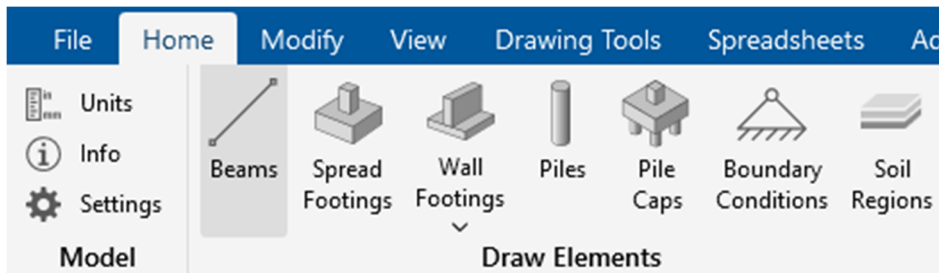 File Home Modify View Drawing Tools Spreadsheets
Units
Info
Settings
Model
Beams
Spread
Footings
Wall
Footings
Piles
Pile
Caps
Boundary
Conditions
Soil
Regions
Draw Elements